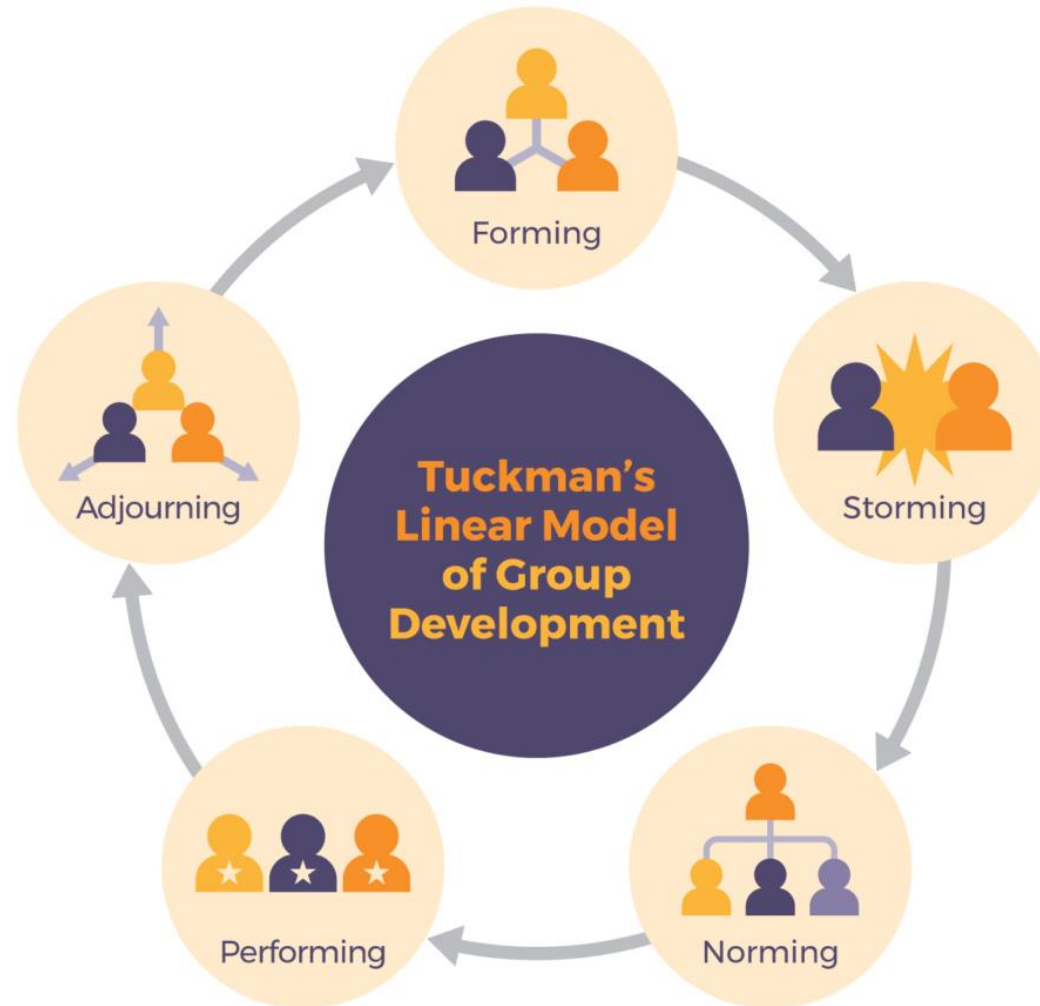 Forming
Storming
Norming
Performing
Adjourning
Tuckman’s
Linear Model
of Group
Development